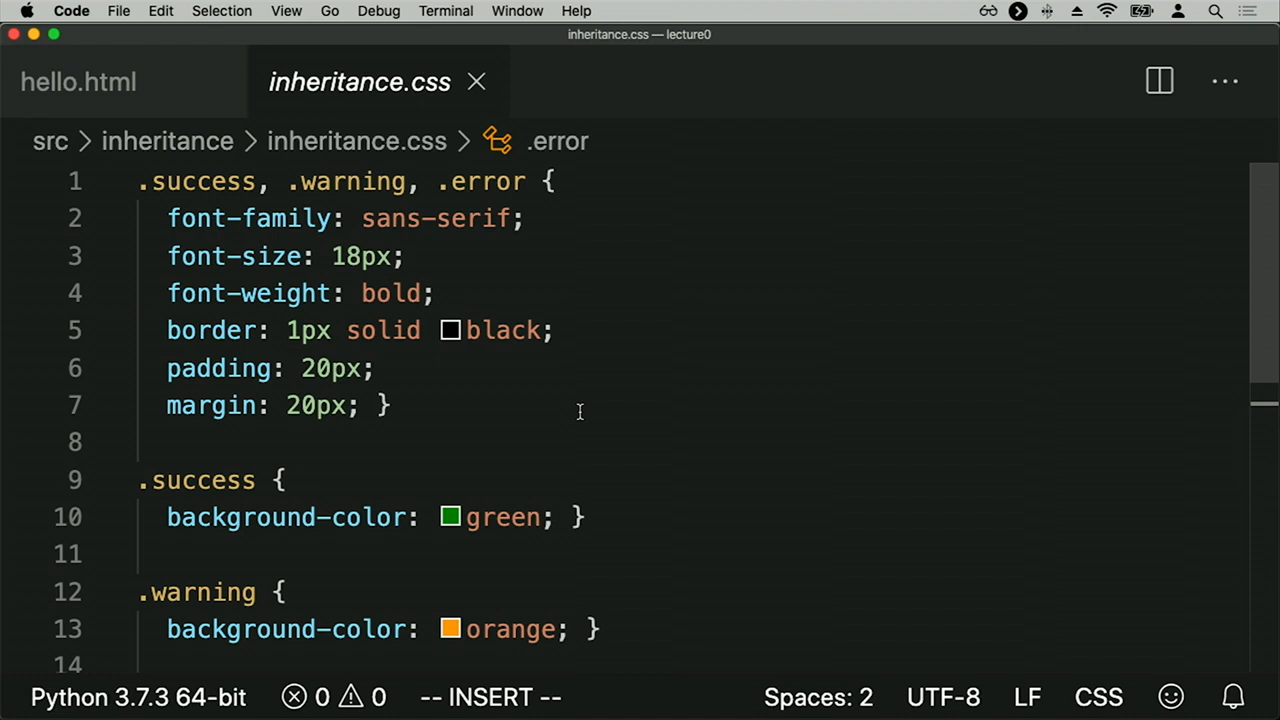 Code File Edit Selection View Go Debug Terminal Window Help
inheritance.css — lecture0
hello.html inheritance.css
src > inheritance > inheritance.css > .error
1 .success, .warning, .error {
2 font-family: sans-serif;
3 font-size: 18px;
4 font-weight: bold;
5 border: 1px solid black;
6 padding: 20px;
7 margin: 20px; }
8
9 .success {
10 background-color: green; }
11
12 .warning {
13 background-color: orange; }
14
Python 3.7.3 64-bit 0 0 -- INSERT -- Spaces: 2 UTF-8 LF CSS